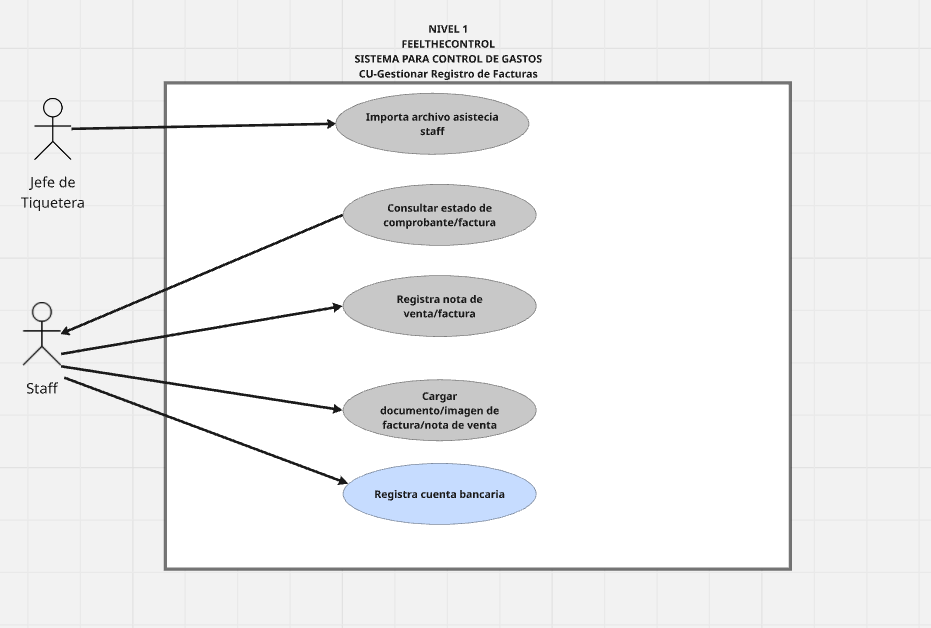 NIVEL 1
FEELTHECONTROL
SISTEMA PARA CONTROL DE GASTOS
CU-Gestionar Registro de Facturas
Importa archivo asistecia
staff
Jefe de
Tiquetera
Consultar estado de
comprobante/factura
Registra nota de
venta/factura
Staff
Cargar
documento/imagen de
factura/nota de venta
Registra cuenta bancaria